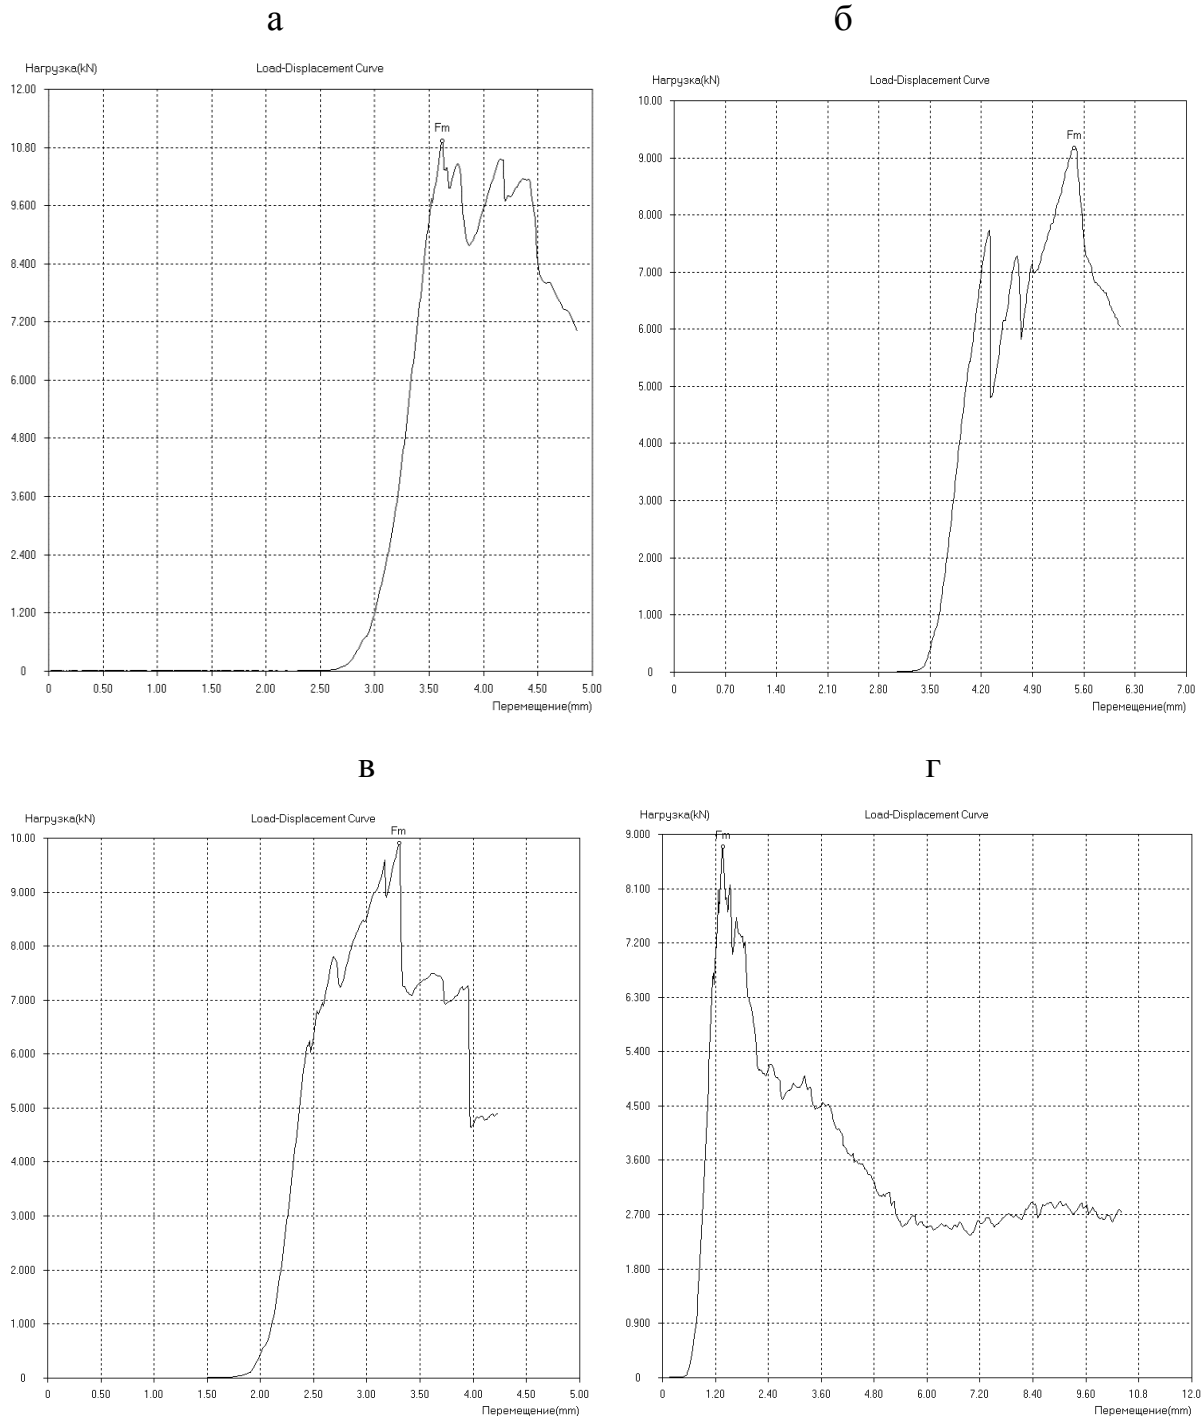 а
б
Нагрузка(kN)
Load-Displacement Curve
12.00
10.80
9.600
8.400
7.200
6.000
4.800
3.600
2.400
1.200
0
Fm
0 0.50 1.00 1.50 2.00 2.50 3.00 3.50 4.00 4.50 5.00
Перемещение(mm)
Нагрузка(kN)
Load-Displacement Curve
10.00
9.000
8.000
7.000
6.000
5.000
4.000
3.000
2.000
1.000
0
Fm
0 0.70 1.40 2.10 2.80 3.50 4.20 4.90 5.60 6.30 7.00
Перемещение(mm)
в
г
Нагрузка(kN)
Load-Displacement Curve
Fm
10.00
9.000
8.000
7.000
6.000
5.000
4.000
3.000
2.000
1.000
0
0 0.50 1.00 1.50 2.00 2.50 3.00 3.50 4.00 4.50 5.00
Перемещение(mm)
Нагрузка(kN)
Load-Displacement Curve
9.000
Fm
8.100
7.200
6.300
5.400
4.500
3.600
2.700
1.800
0.900
0
0 1.20 2.40 3.60 4.80 6.00 7.20 8.40 9.60 10.8 12.0
Перемещение(mm)